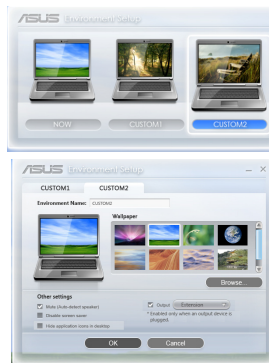 ASUS Environment Setup
NOW
CUSTOM1
CUSTOM2
ASUS Environment Setup
CUSTOM1
CUSTOM2
Environment Name:
CUSTOM2
Wallpaper
Browse...
Other settings
Mute (Auto-detect speaker)
Disable screen saver
Hide application icons in desktop
Output
Extension
* Enabled only when an output device is
plugged.
OK
Cancel